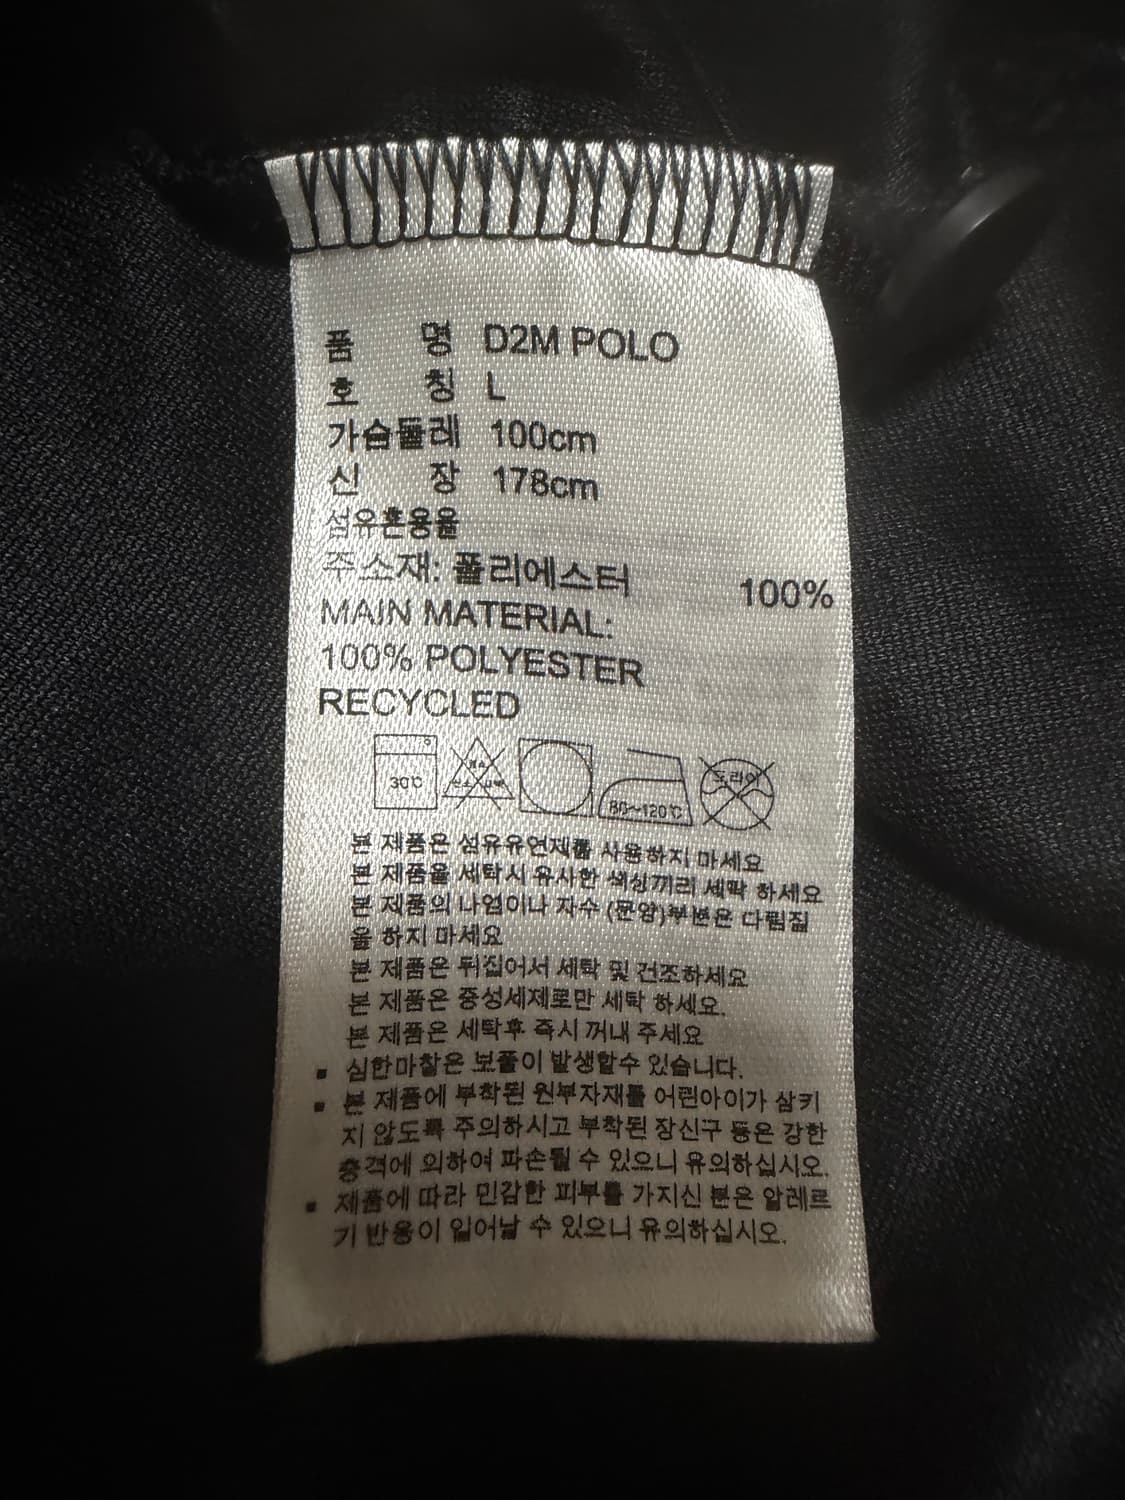 품 명 D2M POLO
호 칭 L
가슴둘레 100cm
신 장 178cm
섬유혼용율
주소재: 폴리에스터 100%
MAIN MATERIAL:
100% POLYESTER
RECYCLED
30℃ 80~120℃ 드라이
본 제품은 섬유유연제를 사용하지 마세요
본 제품을 세탁시 유사한 색상끼리 세탁 하세요
본 제품의 나염이나 자수 (문양)부분은 다림질
을 하지 마세요
본 제품은 뒤집어서 세탁 및 건조하세요
본 제품은 중성세제로만 세탁 하세요.
본 제품은 세탁후 즉시 꺼내 주세요
▪ 심한마찰은 보풀이 발생할수 있습니다.
▪ 본 제품에 부착된 원부자재를 어린아이가 삼키
지 않도록 주의하시고 부착된 장신구 등은 강한
충격에 의하여 파손될 수 있으니 유의하십시오.
▪ 제품에 따라 민감한 피부를 가지신 분은 알레르
기 반응이 일어날 수 있으니 유의하십시오.